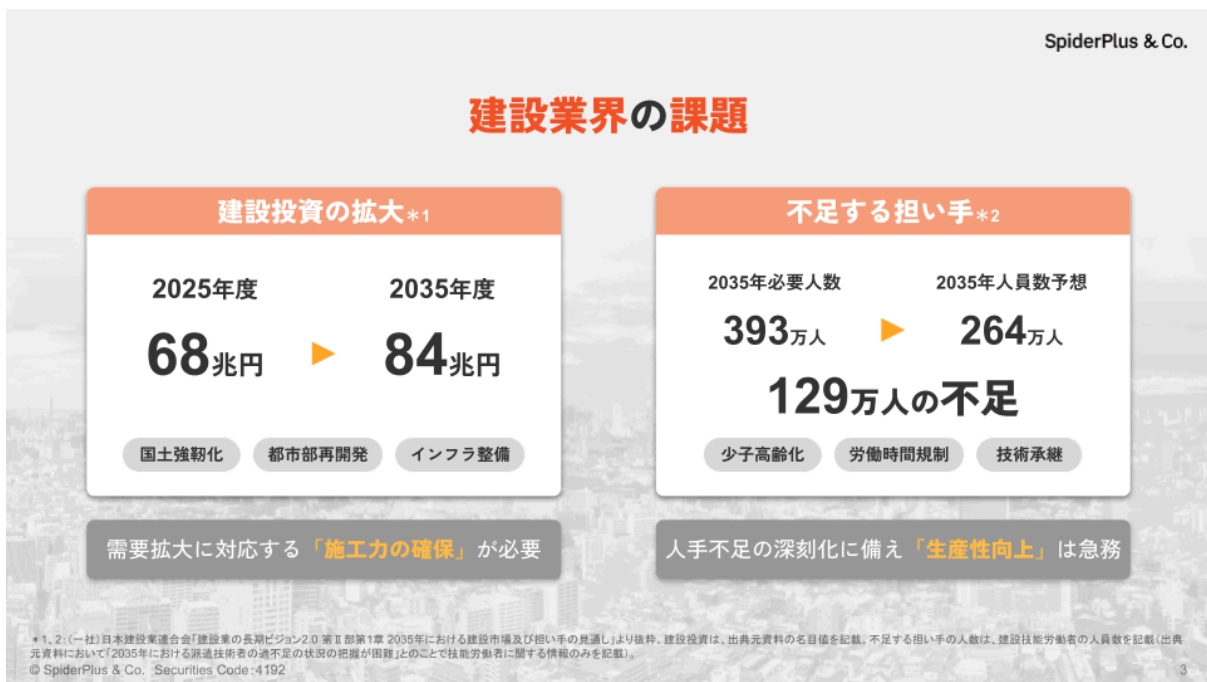 SpiderPlus & Co.
建設業界の課題
建設投資の拡大*1
2025年度
2035年度
68兆円
▶
84兆円
国土強靭化
都市部再開発
インフラ整備
需要拡大に対応する「施工力の確保」が必要
不足する担い手*2
2035年必要人数
2035年人員数予想
393万人
▶
264万人
129万人の不足
少子高齢化
労働時間規制
技術承継
人手不足の深刻化に備え「生産性向上」は急務
*1、2:(一社)日本建設業連合会「建設業の長期ビジョン2.0 第Ⅱ部第1章 2035年における建設市場及び担い手の見通し」より抜粋、建設投資は、出典元資料の名目値を記載。不足する担い手の人数は、建設技能労働者の人員数を記載(出典
元資料において「2035年における派遣技術者の過不足の状況の把握が困難」とのことで技能労働者に関する情報のみを記載)。
© SpiderPlus & Co. Securities Code:4192
3